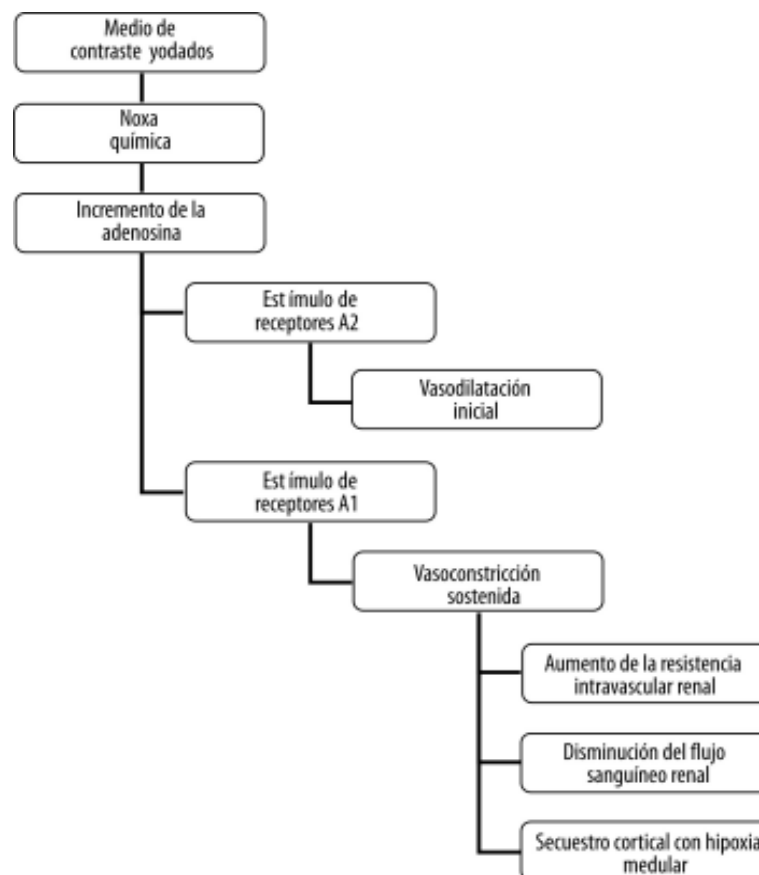 Medio de
contraste yodados
Noxa
química
Incremento de la
adenosina
Est ímulo de
receptores A2
Vasodilatación
inicial
Est ímulo de
receptores A1
Vasoconstricción
sostenida
Aumento de la resistencia
intravascular renal
Disminución del flujo
sanguíneo renal
Secuestro cortical con hipoxia
medular